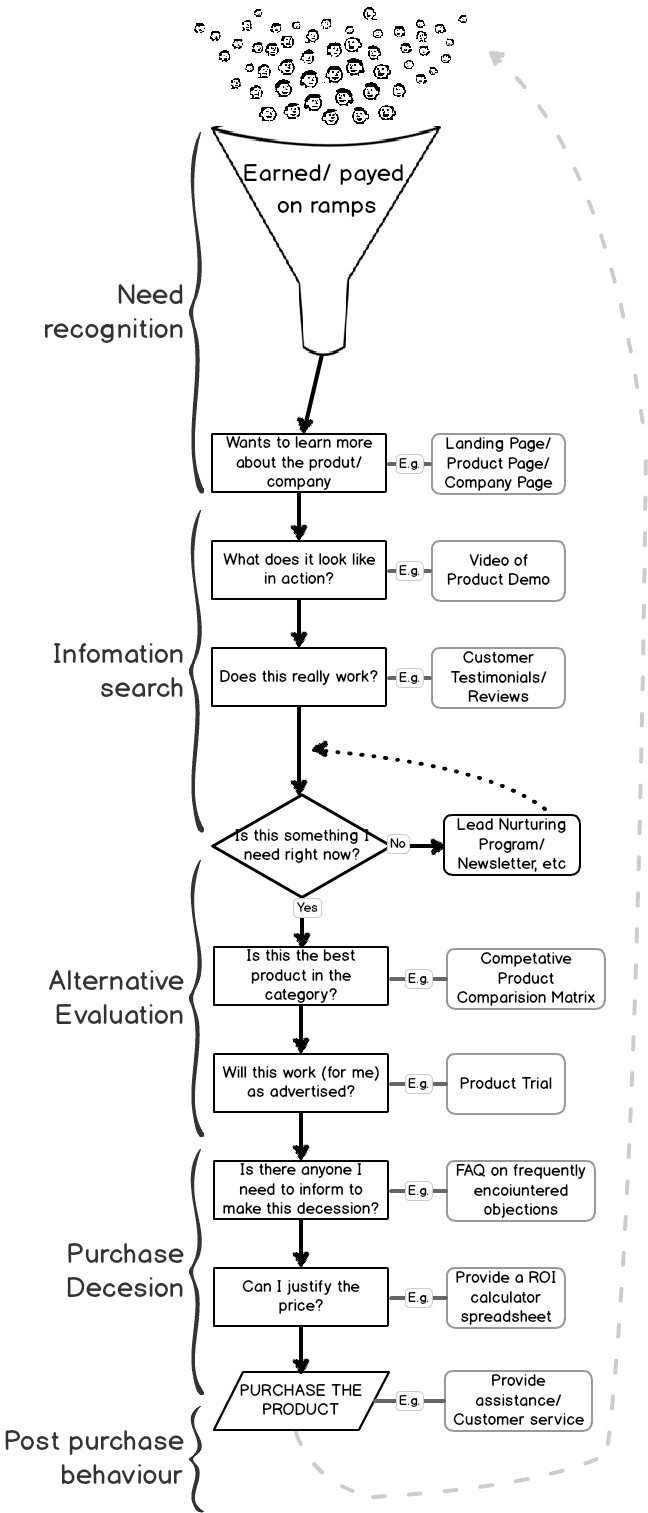 Earned/ payed
on ramps
Need
recognition
Wants to learn more
about the produt/
company
E.g.
Landing Page/
Product Page/
Company Page
What does it look like
in action?
E.g.
Video of
Product Demo
Infomation
search
Does this really work?
E.g.
Customer
Testimonials/
Reviews
Is this something I
need right now?
No
Lead Nurturing
Program/
Newsletter, etc
Yes
Alternative
Evaluation
Is this the best
product in the
category?
E.g.
Competative
Product
Comparision Matrix
Will this work (for me)
as advertised?
E.g.
Product Trial
Purchase
Decesion
Is there anyone I
need to inform to
make this decession?
E.g.
FAQ on frequently
encoiuntered
objections
Can I justify the
price?
E.g.
Provide a ROI
calculator
spreadsheet
PURCHASE THE
PRODUCT
E.g.
Provide
assistance/
Customer service
Post purchase
behaviour